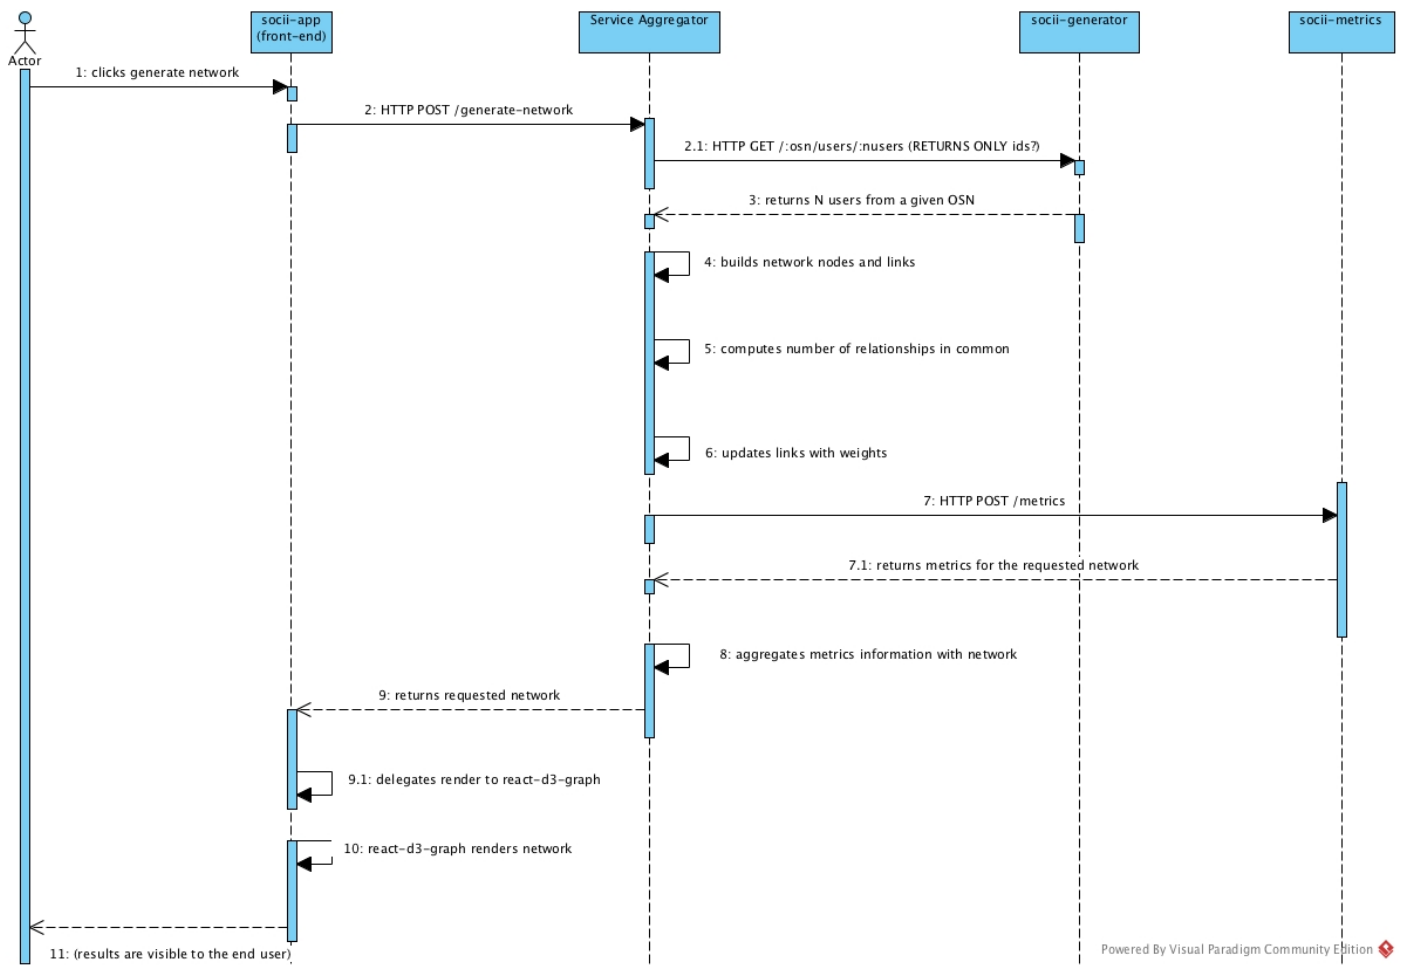 socii-app
(front-end)
Service Aggregator
socii-generator
socii-metrics
Actor
1: clicks generate network
2: HTTP POST /generate-network
2.1: HTTP GET /:osn/users/:nusers (RETURNS ONLY ids?)
3: returns N users from a given OSN
4: builds network nodes and links
5: computes number of relationships in common
6: updates links with weights
7: HTTP POST /metrics
7.1: returns metrics for the requested network
8: aggregates metrics information with network
9: returns requested network
9.1: delegates render to react-d3-graph
10: react-d3-graph renders network
11: (results are visible to the end user)
Powered By Visual Paradigm Community Edition